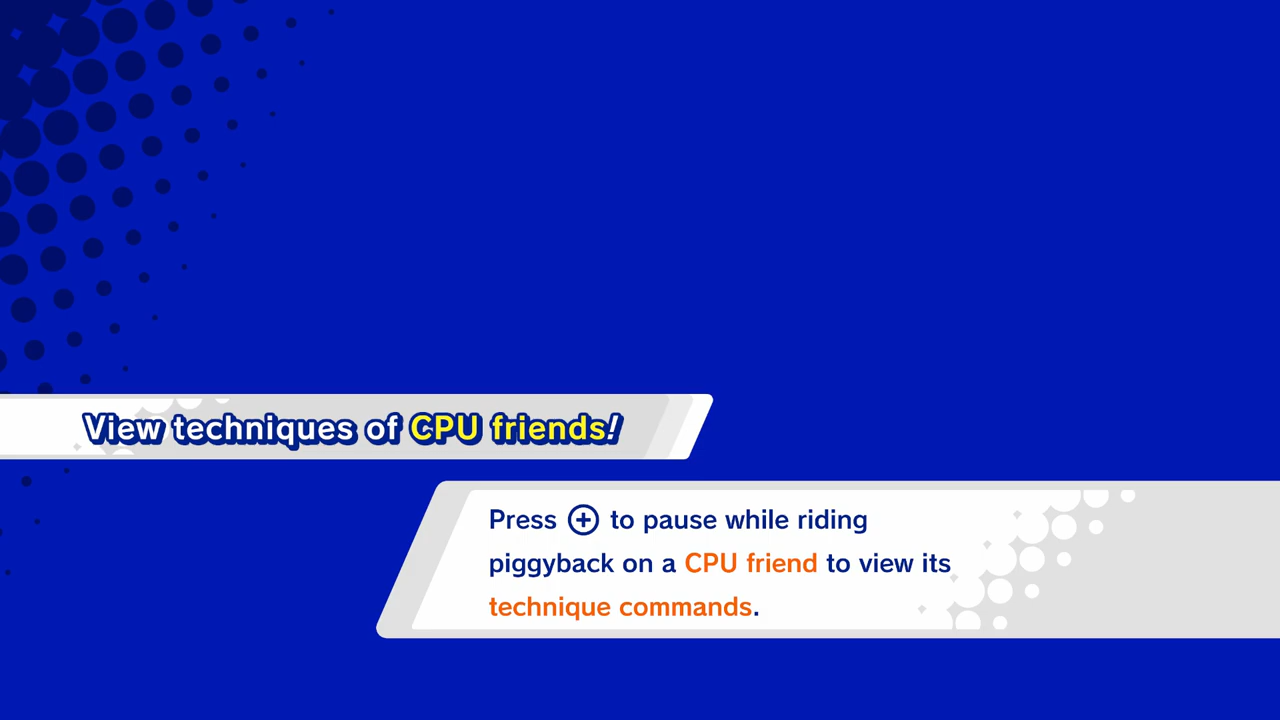 View techniques of CPU friends!
Press ⊕ to pause while riding
piggyback on a CPU friend to view its
technique commands.